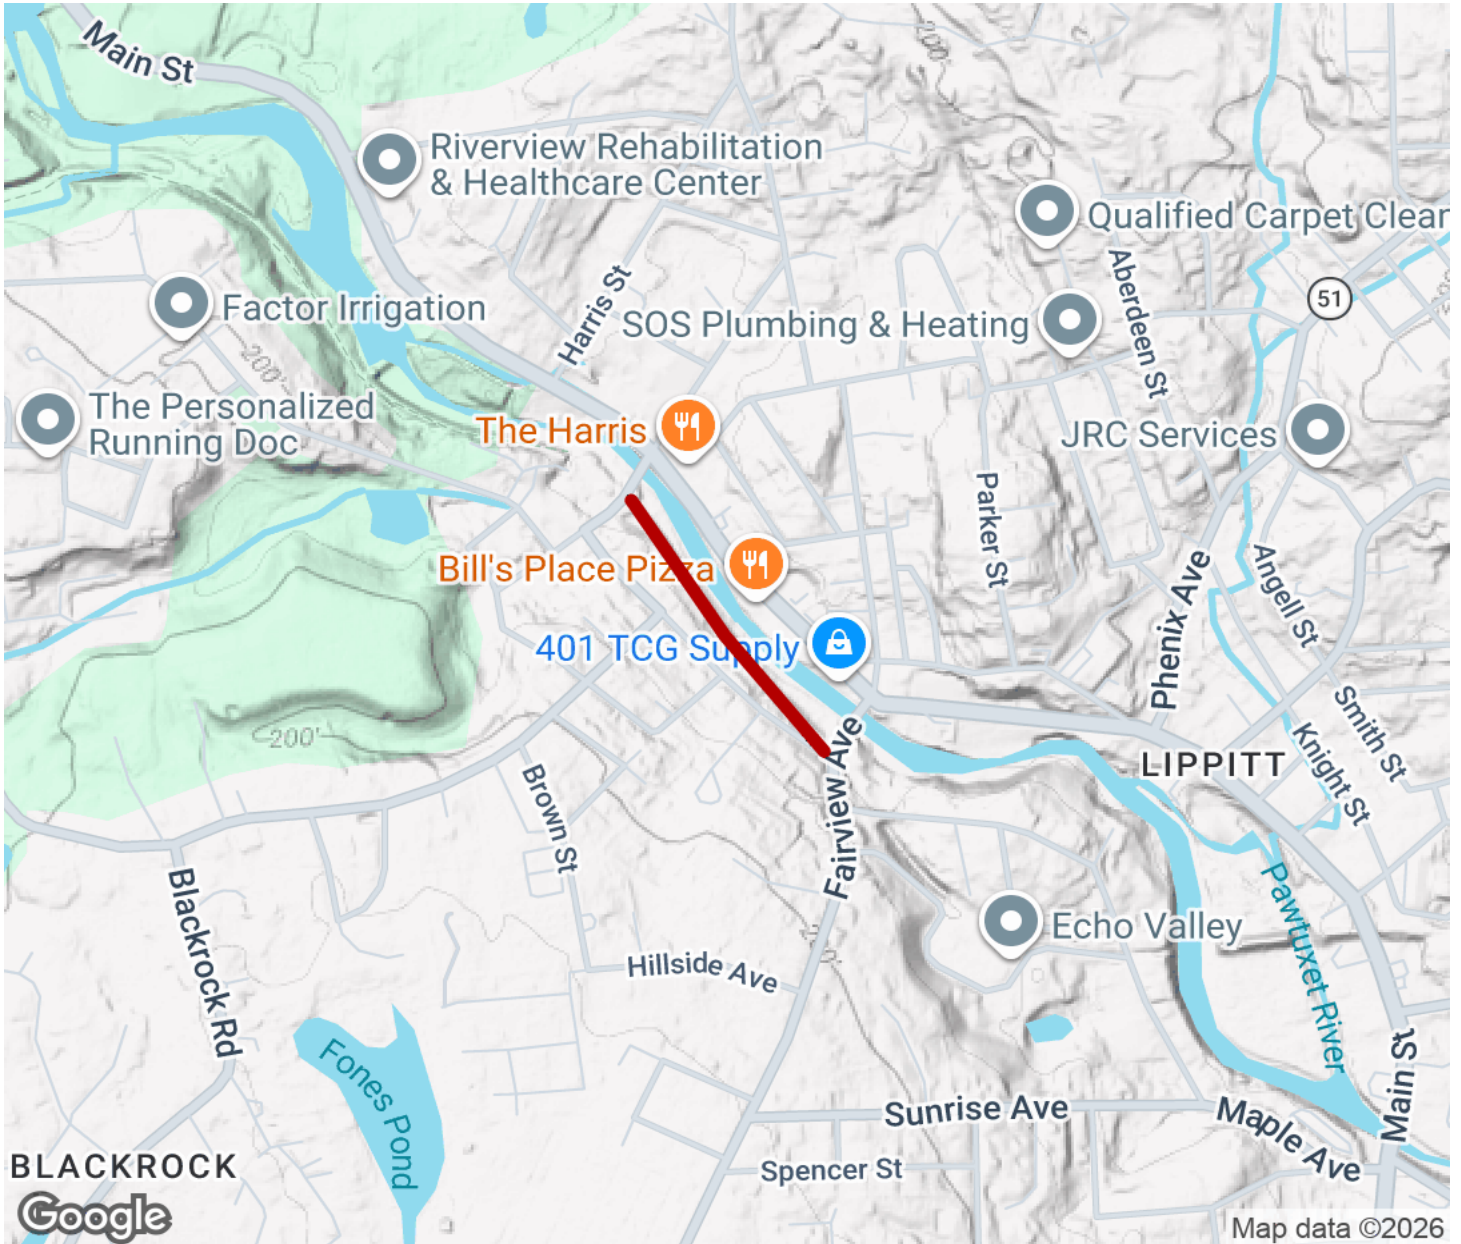 Main St
Riverview Rehabilitation
& Healthcare Center
200'
Qualified Carpet Clear
Aberdeen St
51
Harris St
Factor Irrigation
SOS Plumbing & Heating
200'
The Personalized
Running Doc
The Harris
JRC Services
Parker St
Bill's Place Pizza
Angell St
Phenix Ave
401 TCG Supply
Smith St
200'
Fairview Ave
LIPPITT
Knight St
Brown St
Blackrock Rd
Pawtuxet River
Echo Valley
Hillside Ave
Fones Pond
Main St
Sunrise Ave
Maple Ave
BLACKROCK
Spencer St
Google
Map data ©2026